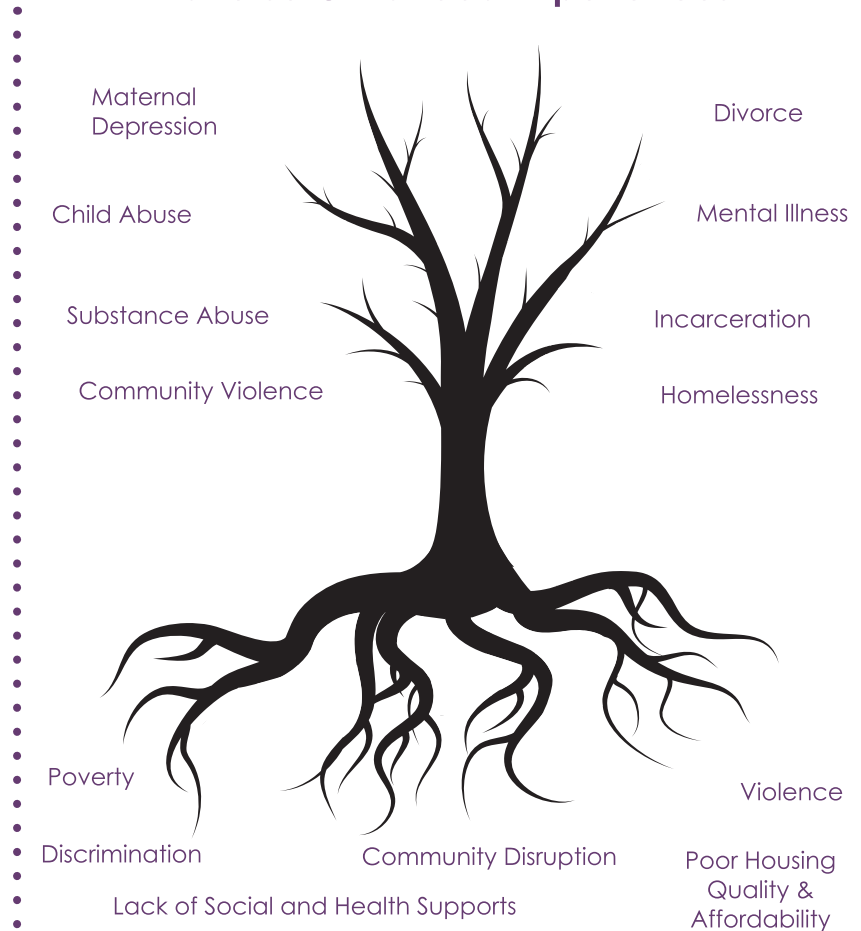 Maternal
Depression
Divorce
Child Abuse
Mental Illness
Substance Abuse
Incarceration
Community Violence
Homelessness
Poverty
Violence
Discrimination
Community Disruption
Poor Housing
Quality &
Affordability
Lack of Social and Health Supports